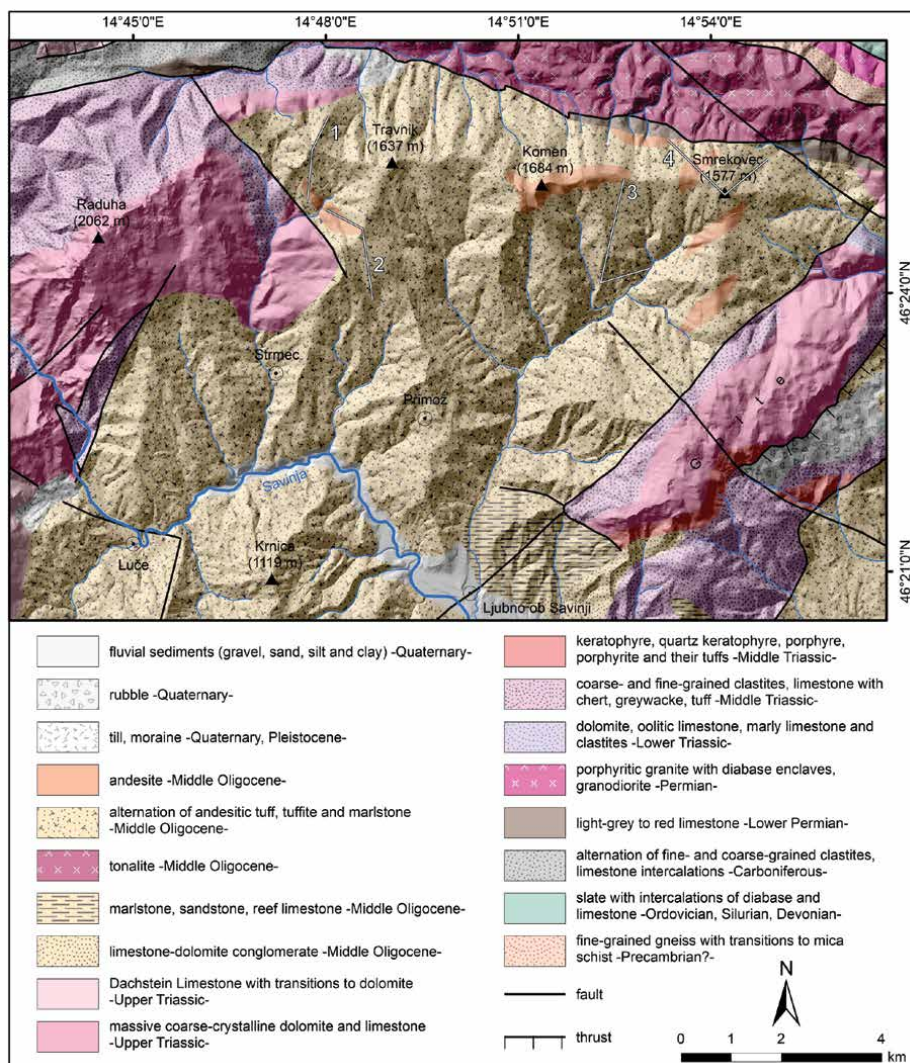 14°45'0"E
14°48'0"E
14°51'0"E
14°54'0"E
1
Travnik
(1637 m)
Komen
(1684 m)
3
4
Smrekovec
(1577 m)
Raduha
(2062 m)
2
46°24'0"N
Strmec
Primož
G o l t e
Savinja
Luče
Krnica
(1119 m)
Ljubno ob Savinji
46°21'0"N
fluvial sediments (gravel, sand, silt and clay) -Quaternary-
rubble -Quaternary-
till, moraine -Quaternary, Pleistocene-
andesite -Middle Oligocene-
alternation of andesitic tuff, tuffite and marlstone
-Middle Oligocene-
tonalite -Middle Oligocene-
marlstone, sandstone, reef limestone -Middle Oligocene-
limestone-dolomite conglomerate -Middle Oligocene-
Dachstein Limestone with transitions to dolomite
-Upper Triassic-
massive coarse-crystalline dolomite and limestone
-Upper Triassic-
keratophyre, quartz keratophyre, porphyre,
porphyrite and their tuffs -Middle Triassic-
coarse- and fine-grained clastites, limestone with
chert, greywacke, tuff -Middle Triassic-
dolomite, oolitic limestone, marly limestone and
clastites -Lower Triassic-
porphyritic granite with diabase enclaves,
granodiorite -Permian-
light-grey to red limestone -Lower Permian-
alternation of fine- and coarse-grained clastites,
limestone intercalations -Carboniferous-
slate with intercalations of diabase and
limestone -Ordovician, Silurian, Devonian-
fine-grained gneiss with transitions to mica
schist -Precambrian?-
fault
thrust
N
0 1 2 4
km